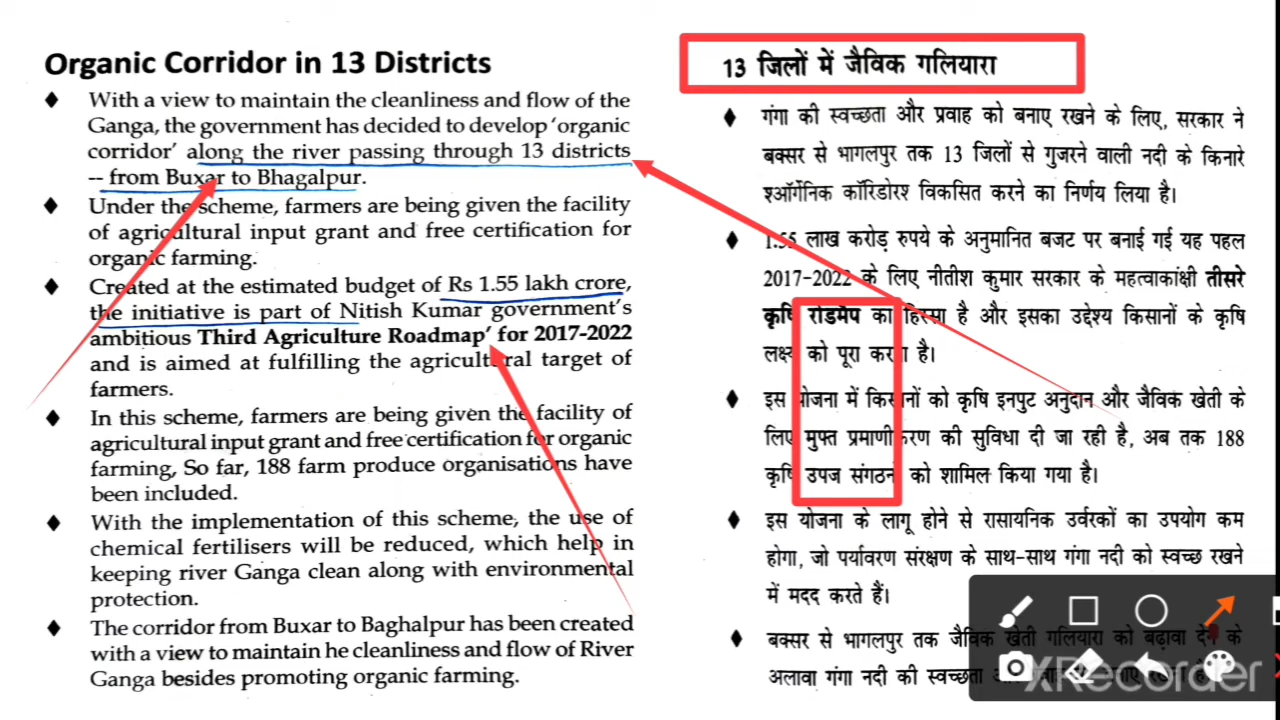 Organic Corridor in 13 Districts
♦ With a view to maintain the cleanliness and flow of the
Ganga, the government has decided to develop 'organic
corridor' along the river passing through 13 districts
-- from Buxar to Bhagalpur.
♦ Under the scheme, farmers are being given the facility
of agricultural input grant and free certification for
organic farming.
♦ Created at the estimated budget of Rs 1.55 lakh crore,
the initiative is part of Nitish Kumar government's
ambitious Third Agriculture Roadmap' for 2017-2022
and is aimed at fulfilling the agricultural target of
farmers.
♦ In this scheme, farmers are being given the facility of
agricultural input grant and free certification for organic
farming, So far, 188 farm produce organisations have
been included.
♦ With the implementation of this scheme, the use of
chemical fertilisers will be reduced, which help in
keeping river Ganga clean along with environmental
protection.
♦ The corridor from Buxar to Baghalpur has been created
with a view to maintain he cleanliness and flow of River
Ganga besides promoting organic farming.
13 जिलों में जैविक गलियारा
♦ गंगा की स्वच्छता और प्रवाह को बनाए रखने के लिए, सरकार ने
बक्सर से भागलपुर तक 13 जिलों से गुजरने वाली नदी के किनारे
श्ऑर्गेनिक कॉरिडोरश विकसित करने का निर्णय लिया है।
♦ 1.55 लाख करोड़ रुपये के अनुमानित बजट पर बनाई गई यह पहल
2017-2022 के लिए नीतीश कुमार सरकार के महत्वाकांक्षी तीसरे
कृषि रोडमैप का हिस्सा है और इसका उद्देश्य किसानों के कृषि
लक्ष्य को पूरा करना है।
♦ इस योजना में किसानों को कृषि इनपुट अनुदान और जैविक खेती के
लिए मुफ्त प्रमाणीकरण की सुविधा दी जा रही है, अब तक 188
कृषि उपज संगठनों को शामिल किया गया है।
♦ इस योजना के लागू होने से रासायनिक उर्वरकों का उपयोग कम
होगा, जो पर्यावरण संरक्षण के साथ-साथ गंगा नदी को स्वच्छ रखने
में मदद करते हैं।
♦ बक्सर से भागलपुर तक जैविक खेती गलियारा को बढ़ावा देने के
अलावा गंगा नदी की स्वच्छता
XRecorder